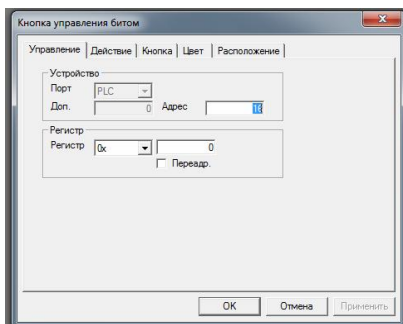 Кнопка управления битом
Управление Действие Кнопка Цвет Расположение
Устройство
Порт PLC
Доп. 0 Адрес 16
Регистр
Регистр 0x 0
Переадр.
OK Отмена Применить